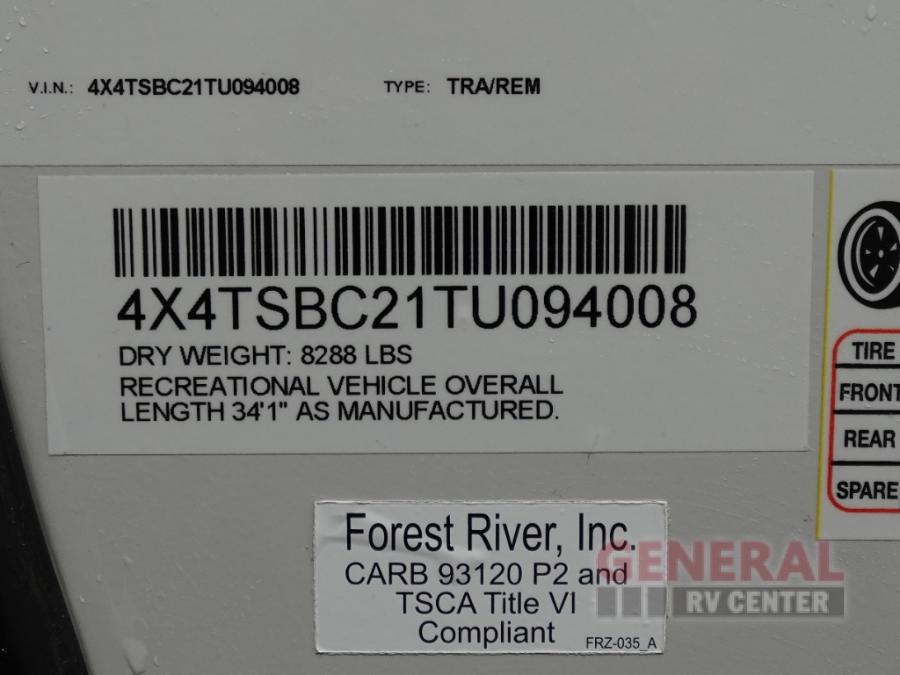 V.I.N.: 4X4TSBC21TU094008 TYPE: TRA/REM
4X4TSBC21TU094008
DRY WEIGHT: 8288 LBS
RECREATIONAL VEHICLE OVERALL
LENGTH 34'1" AS MANUFACTURED.
TIRE
FRONT
REAR
SPARE
Forest River, Inc.
CARB 93120 P2 and
TSCA Title VI
Compliant
FRZ-035_A
GENERAL
RV CENTER